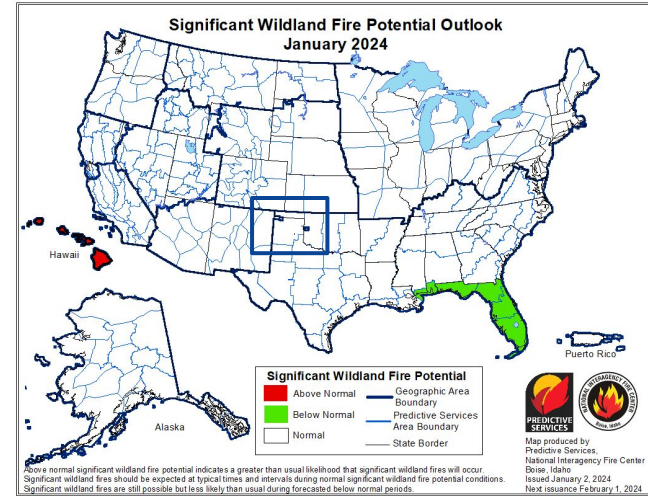 Significant Wildland Fire Potential Outlook
January 2024
Hawaii
Alaska
Puerto Rico
Significant Wildland Fire Potential
Above Normal
Below Normal
Normal
Geographic Area
Boundary
Predictive Services
Area Boundary
State Border
PREDICTIVE
SERVICES
NATIONAL INTERAGENCY FIRE CENTER
Boise, Idaho
Map produced by
Predictive Services,
National Interagency Fire Center
Boise, Idaho
Issued January 2, 2024
Next issuance February 1, 2024
Above normal significant wildland fire potential indicates a greater than usual likelihood that significant wildland fires will occur.
Significant wildland fires should be expected at typical times and intervals during normal significant wildland fire potential conditions.
Significant wildland fires are still possible but less likely than usual during forecasted below normal periods.